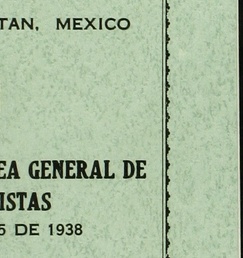 TAN, MEXICO
EA GENERAL DE
ISTAS
5 DE 1938